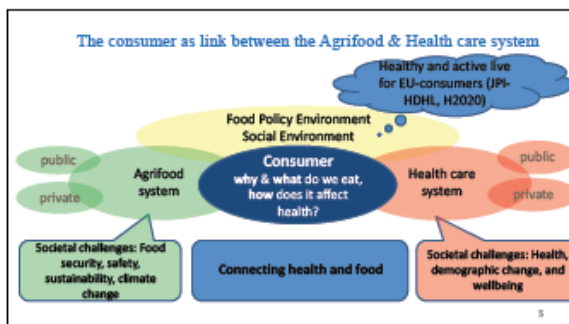 The consumer as link between the Agrifood & Health care system
Healthy and active live
for EU-consumers (JPI-
HDHL, H2020)
Food Policy Environment
Social Environment
public
private
Agrifood
system
Consumer
why & what do we eat,
how does it affect
health?
Health care
system
public
private
Societal challenges: Food
security, safety,
sustainability, climate
change
Connecting health and food
Societal challenges: Health,
demographic change, and
wellbeing
5